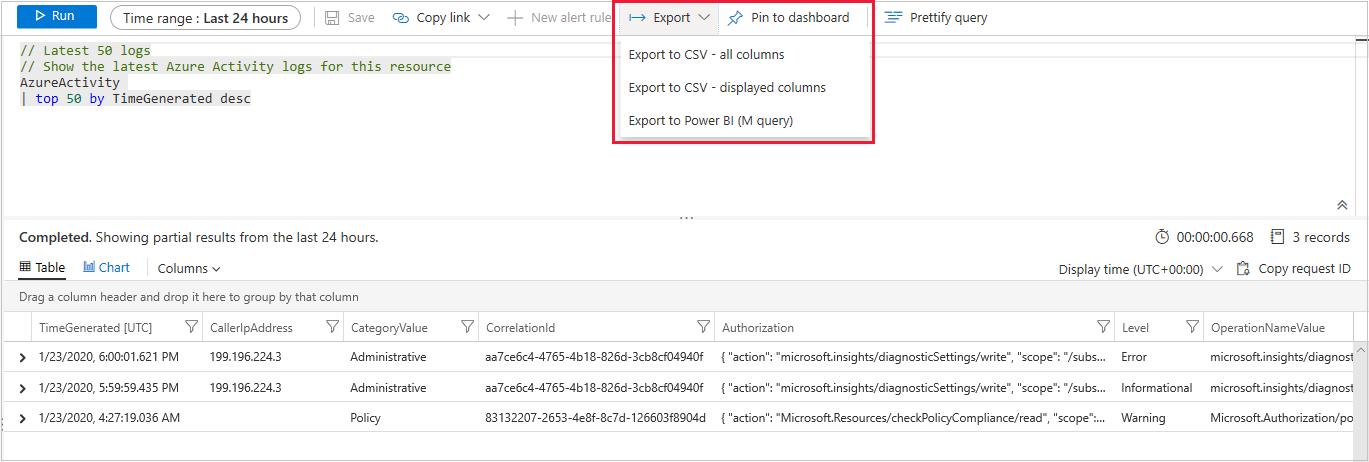 Run Time range : Last 24 hours Save Copy link New alert rule Export Pin to dashboard Prettify query
// Latest 50 logs
// Show the latest Azure Activity logs for this resource
AzureActivity
| top 50 by TimeGenerated desc
Export to CSV - all columns
Export to CSV - displayed columns
Export to Power BI (M query)
Completed. Showing partial results from the last 24 hours. 00:00:00.668 3 records
Table Chart Columns Display time (UTC+00:00) Copy request ID
Drag a column header and drop it here to group by that column
TimeGenerated [UTC] CallerIpAddress CategoryValue CorrelationId Authorization Level OperationNameValue
1/23/2020, 6:00:01.621 PM 199.196.224.3 Administrative aa7ce6c4-4765-4b18-826d-3cb8cf04940f { "action": "microsoft.insights/diagnosticSettings/write", "scope": "/subs... Error microsoft.insights/diagnost
1/23/2020, 5:59:59.435 PM 199.196.224.3 Administrative aa7ce6c4-4765-4b18-826d-3cb8cf04940f { "action": "microsoft.insights/diagnosticSettings/write", "scope": "/subs... Informational microsoft.insights/diagnost
1/23/2020, 4:27:19.036 AM Policy 83132207-2653-4e8f-8c7d-126603f8904d { "action": "Microsoft.Resources/checkPolicyCompliance/read", "scope":... Warning Microsoft.Authorization/po